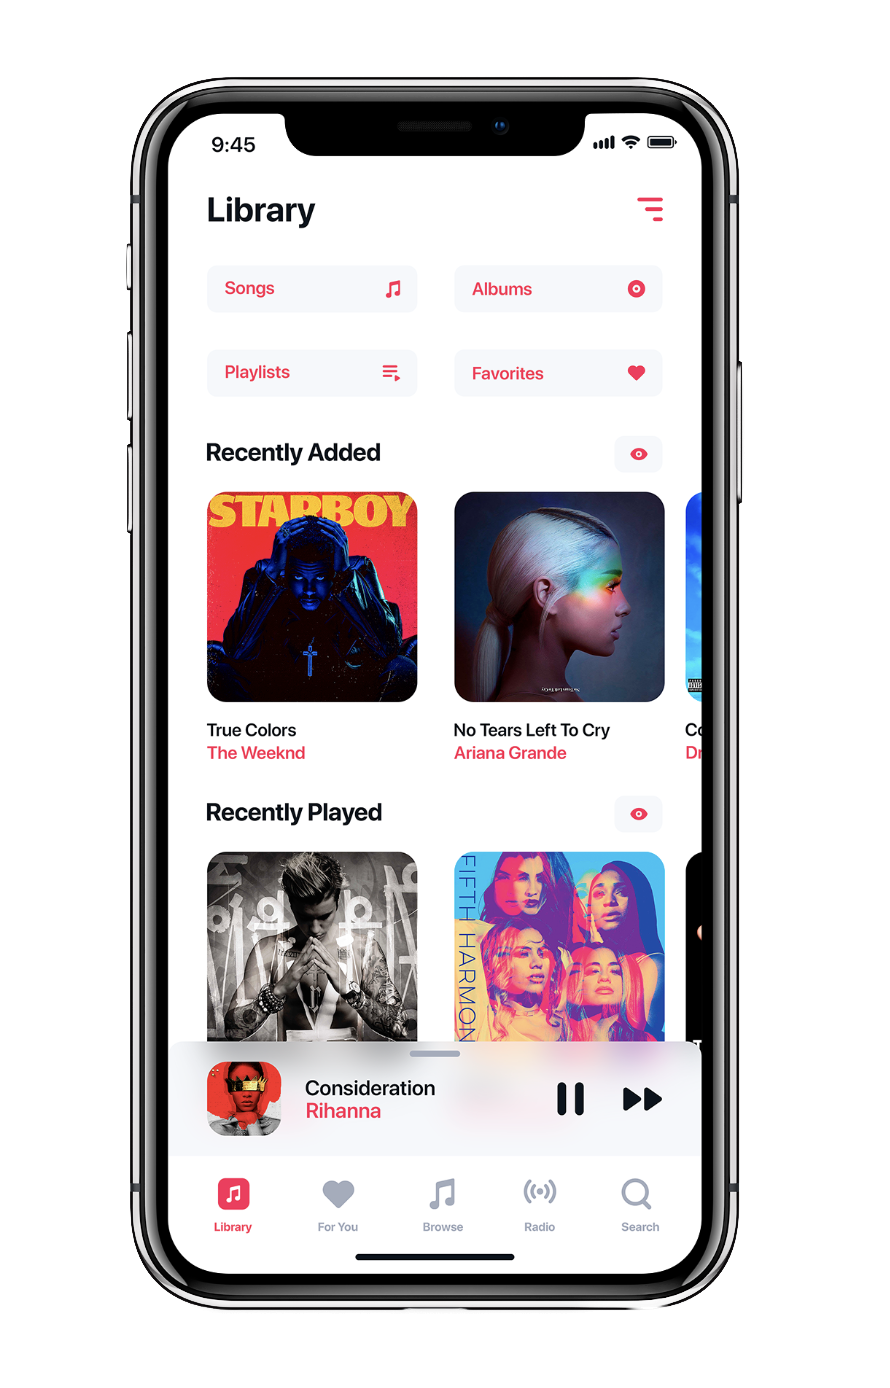 9:45
Library
Songs
Albums
Playlists
Favorites
Recently Added
STARBOY
True Colors
The Weeknd
No Tears Left To Cry
Ariana Grande
Co
Dr
Recently Played
FIFTH HARMON
Consideration
Rihanna
Library
For You
Browse
Radio
Search